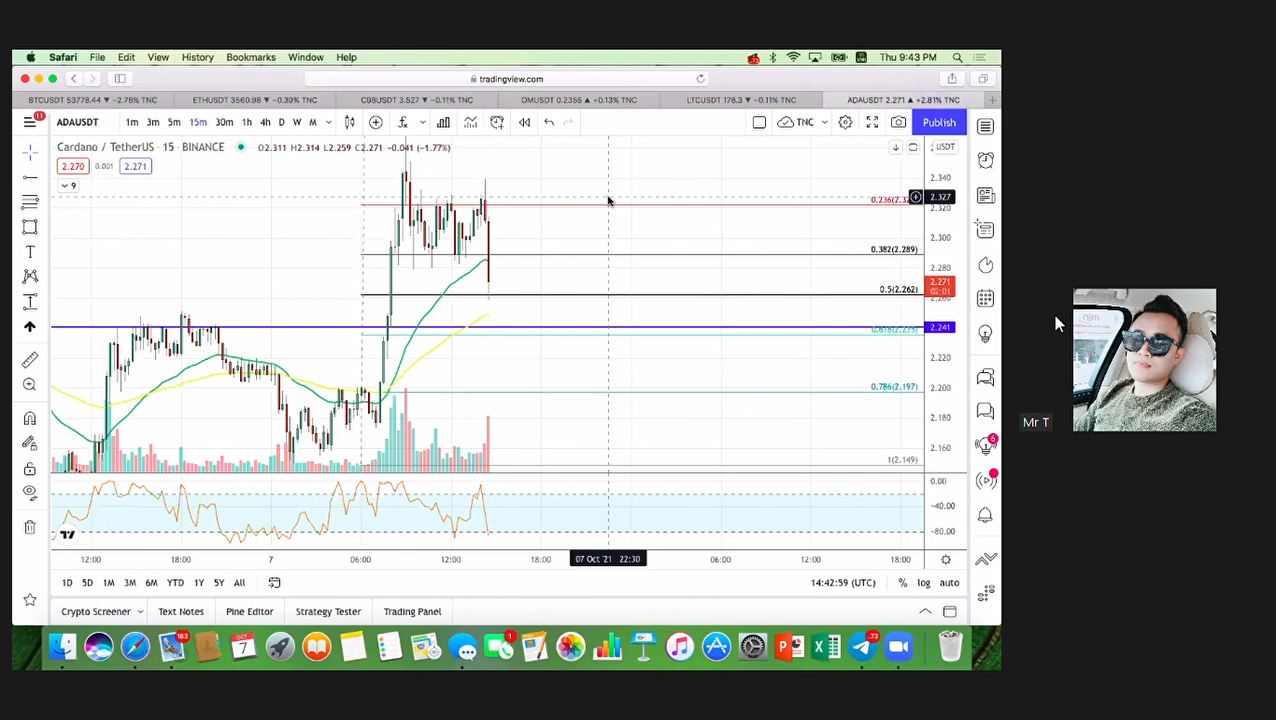 Safari File Edit View History Bookmarks Window Help Thu 9:43 PM
tradingview.com
BTCUSDT 53778.44 ▼ −2.78% TNC ETHUSDT 3560.98 ▼ −0.39% TNC C98USDT 3.527 ▼ −0.11% TNC OMUSDT 0.2355 ▲ +0.13% TNC LTCUSDT 178.3 ▼ −0.11% TNC ADAUSDT 2.271 ▲ +2.81% TNC
11
ADAUSDT 1m 3m 5m 15m 30m 1h 4h D W M TNC Publish
Cardano / TetherUS · 15 · BINANCE O2.311 H2.314 L2.259 C2.271 −0.041 (−1.77%) USDT
2.270 0.001 2.271
9
2.340
2.327
2.320
2.300
0.382(2.289)
2.280
2.271
02:01
0.5(2.262)
2.241
2.220
2.200
0.786(2.197)
2.180
2.160
1(2.149)
0.00
−40.00
−80.00
12:00 18:00 7 06:00 12:00 18:00 07 Oct '21 22:30 06:00 12:00 18:00
1D 5D 1M 3M 6M YTD 1Y 5Y All 14:42:59 (UTC) % log auto
Crypto Screener Text Notes Pine Editor Strategy Tester Trading Panel
183
OCT
7
1
73
Mr T